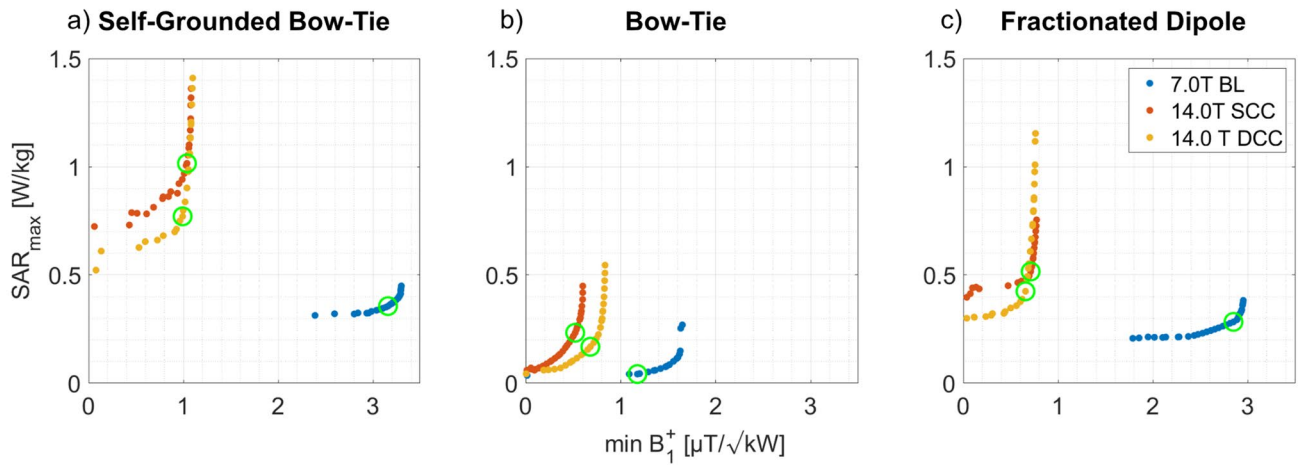 a) Self-Grounded Bow-Tie
b) Bow-Tie
c) Fractionated Dipole
SARmax [W/kg]
1.5
1
0.5
0
0 1 2 3
1.5
1
0.5
0
0 1 2 3
1.5
1
0.5
0
0 1 2 3
7.0T BL
14.0T SCC
14.0 T DCC
min B1+ [µT/√kW]